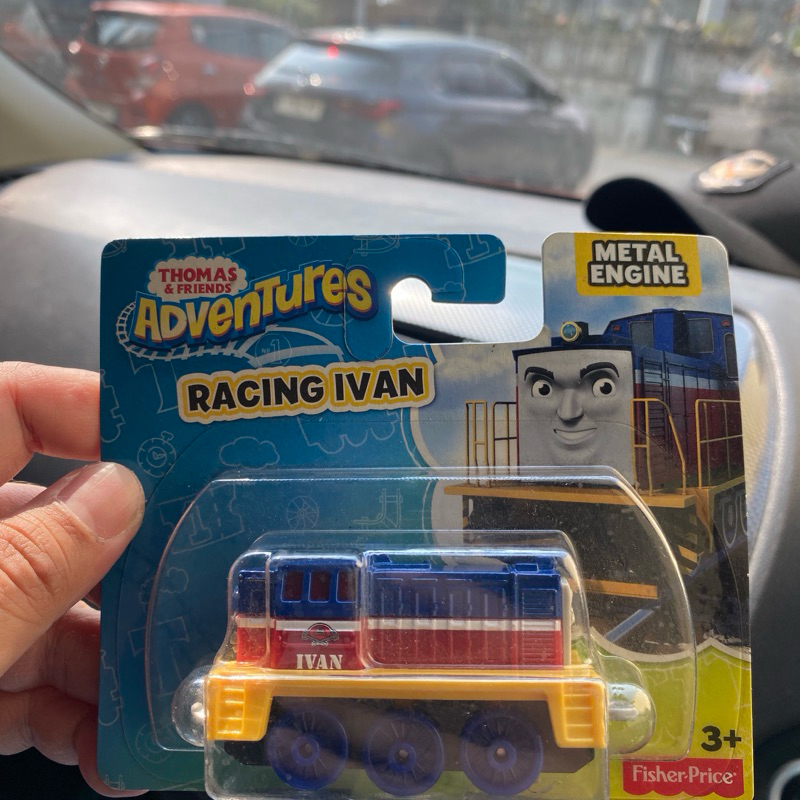 THOMAS
& FRIENDS
ADVENTURES
RACING IVAN
METAL
ENGINE
IVAN
3+
Fisher-Price